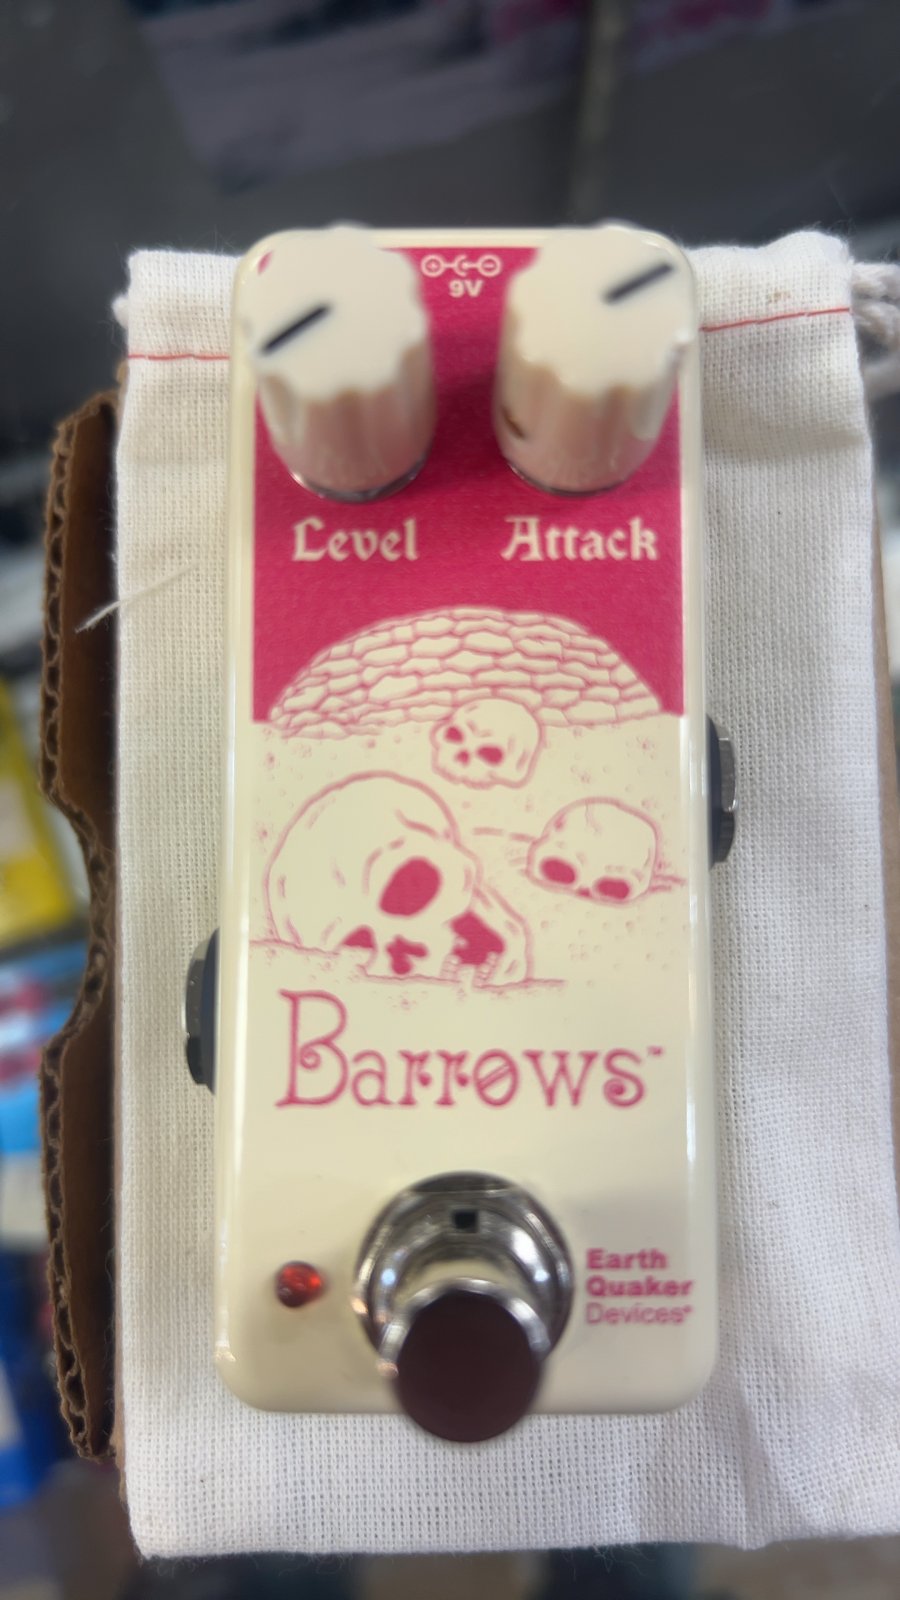 9V
Level Attack
Barrows™
Earth
Quaker
Devices®